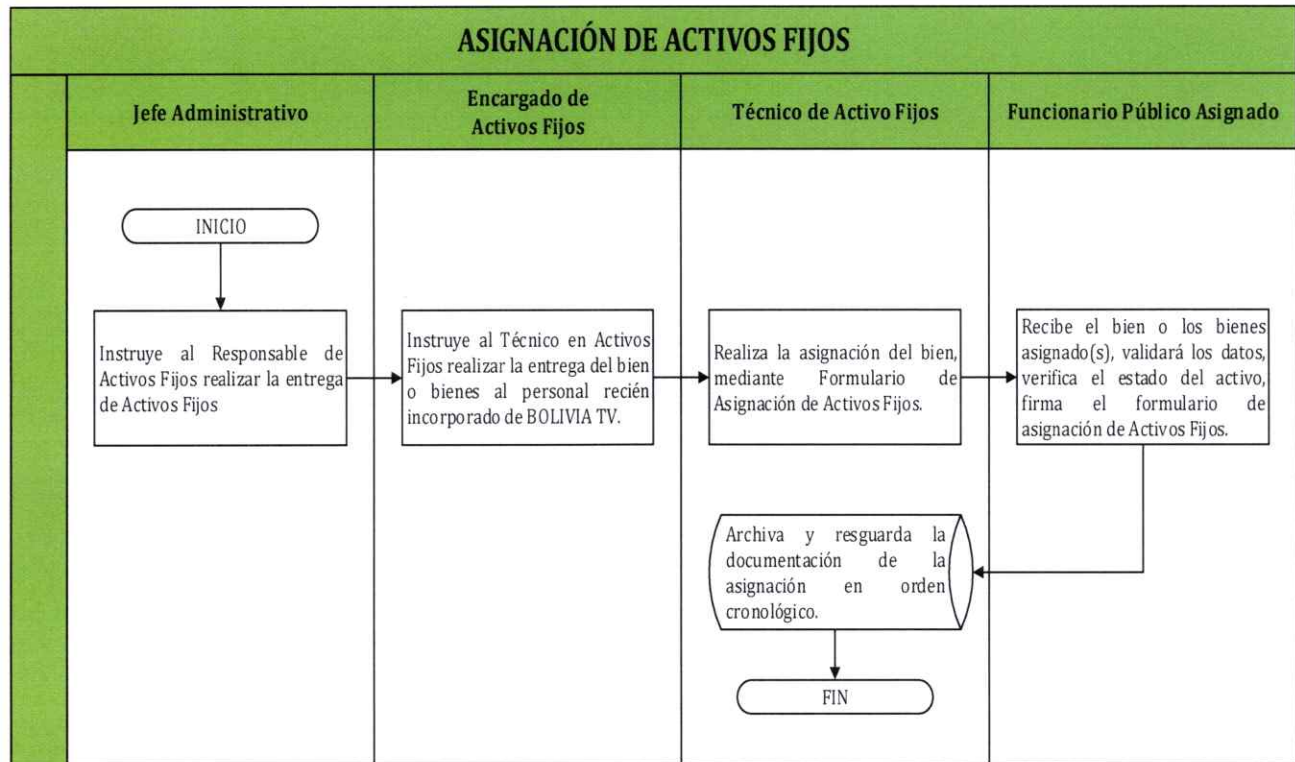 ASIGNACIÓN DE ACTIVOS FIJOS
Jefe Administrativo
Encargado de
Activos Fijos
Técnico de Activo Fijos
Funcionario Público Asignado
INICIO
Instruye al Responsable de
Activos Fijos realizar la entrega
de Activos Fijos
Instruye al Técnico en Activos
Fijos realizar la entrega del bien
o bienes al personal recién
incorporado de BOLIVIA TV.
Realiza la asignación del bien,
mediante Formulario de
Asignación de Activos Fijos.
Recibe el bien o los bienes
asignado(s), validará los datos,
verifica el estado del activo,
firma el formulario de
asignación de Activos Fijos.
Archiva y resguarda la
documentación de la
asignación en orden
cronológico.
FIN